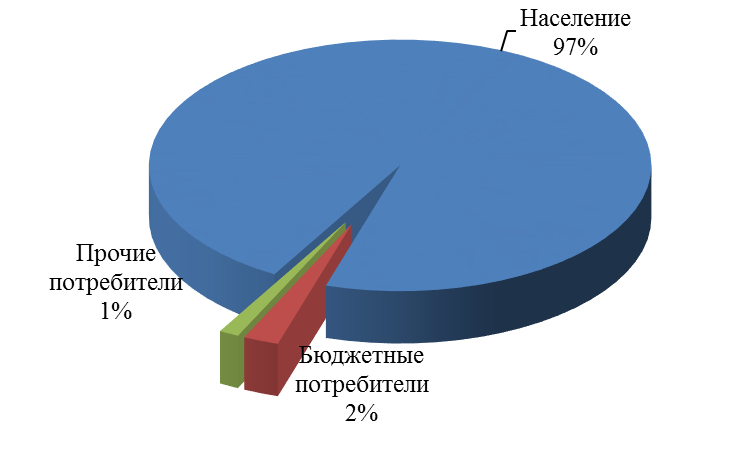 Население
97%
Прочие
потребители
1%
Бюджетные
потребители
2%